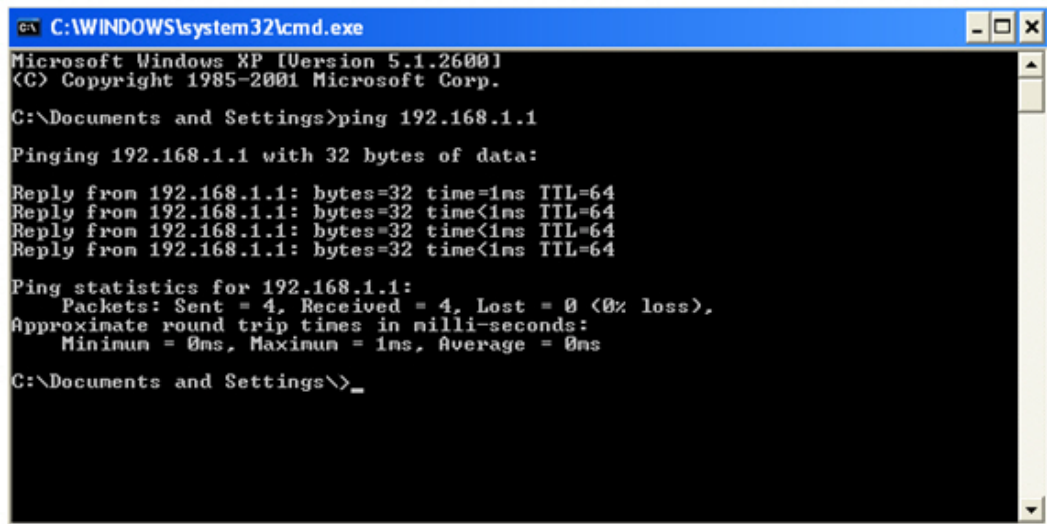 C:\WINDOWS\system32\cmd.exe
Microsoft Windows XP [Version 5.1.2600]
(C) Copyright 1985-2001 Microsoft Corp.
C:\Documents and Settings>ping 192.168.1.1
Pinging 192.168.1.1 with 32 bytes of data:
Reply from 192.168.1.1: bytes=32 time=1ms TTL=64
Reply from 192.168.1.1: bytes=32 time<1ms TTL=64
Reply from 192.168.1.1: bytes=32 time<1ms TTL=64
Reply from 192.168.1.1: bytes=32 time<1ms TTL=64
Ping statistics for 192.168.1.1:
    Packets: Sent = 4, Received = 4, Lost = 0 (0% loss),
Approximate round trip times in milli-seconds:
    Minimum = 0ms, Maximum = 1ms, Average = 0ms
C:\Documents and Settings\>_